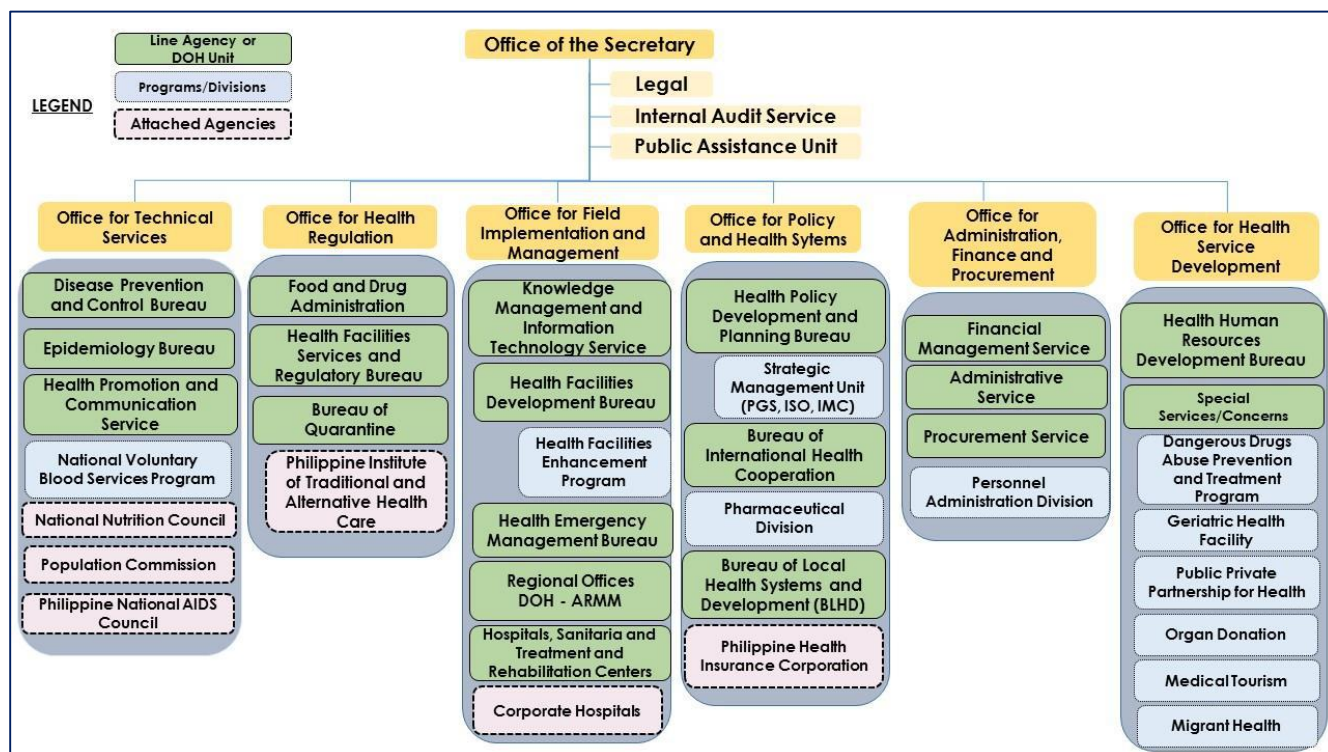 Line Agency or
DOH Unit
Programs/Divisions
LEGEND
Attached Agencies
Office of the Secretary
Legal
Internal Audit Service
Public Assistance Unit
Office for Technical
Services
Disease Prevention
and Control Bureau
Epidemiology Bureau
Health Promotion and
Communication
Service
National Voluntary
Blood Services Program
National Nutrition Council
Population Commission
Philippine National AIDS
Council
Office for Health
Regulation
Food and Drug
Administration
Health Facilities
Services and
Regulatory Bureau
Bureau of
Quarantine
Philippine Institute
of Traditional and
Alternative Health
Care
Office for Field
Implementation and
Management
Knowledge
Management and
Information
Technology Service
Health Facilities
Development Bureau
Health Facilities
Enhancement
Program
Health Emergency
Management Bureau
Regional Offices
DOH - ARMM
Hospitals, Sanitaria and
Treatment and
Rehabilitation Centers
Corporate Hospitals
Office for Policy
and Health Sytems
Health Policy
Development and
Planning Bureau
Strategic
Management Unit
(PGS, ISO, IMC)
Bureau of
International Health
Cooperation
Pharmaceutical
Division
Bureau of Local
Health Systems and
Development (BLHD)
Philippine Health
Insurance Corporation
Office for
Administration,
Finance and
Procurement
Financial
Management Service
Administrative
Service
Procurement Service
Personnel
Administration Division
Office for Health
Service
Development
Health Human
Resources
Development Bureau
Special
Services/Concerns
Dangerous Drugs
Abuse Prevention
and Treatment
Program
Geriatric Health
Facility
Public Private
Partnership for Health
Organ Donation
Medical Tourism
Migrant Health